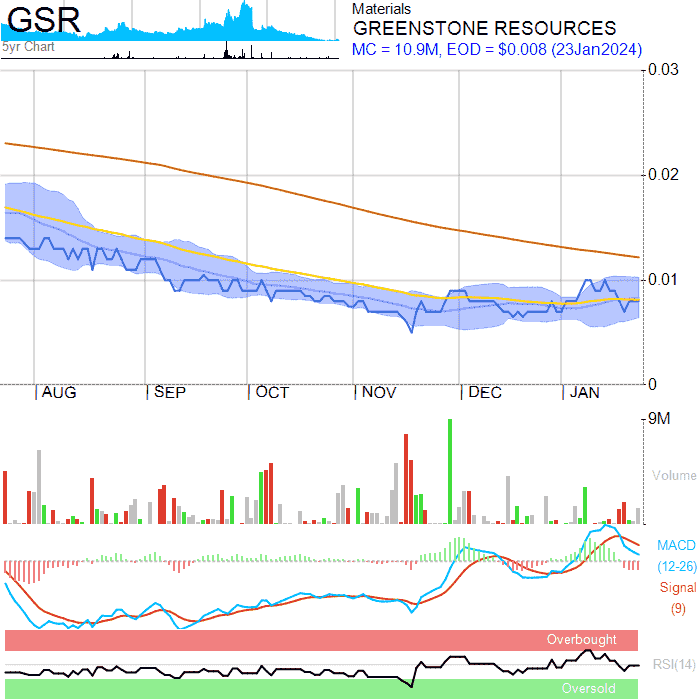 GSR
5yr Chart
Materials
GREENSTONE RESOURCES
MC = 10.9M, EOD = $0.008 (23Jan2024)
0.03
0.02
0.01
0
AUG SEP OCT NOV DEC JAN
9M
Volume
MACD
(12-26)
Signal
(9)
Overbought
RSI(14)
Oversold